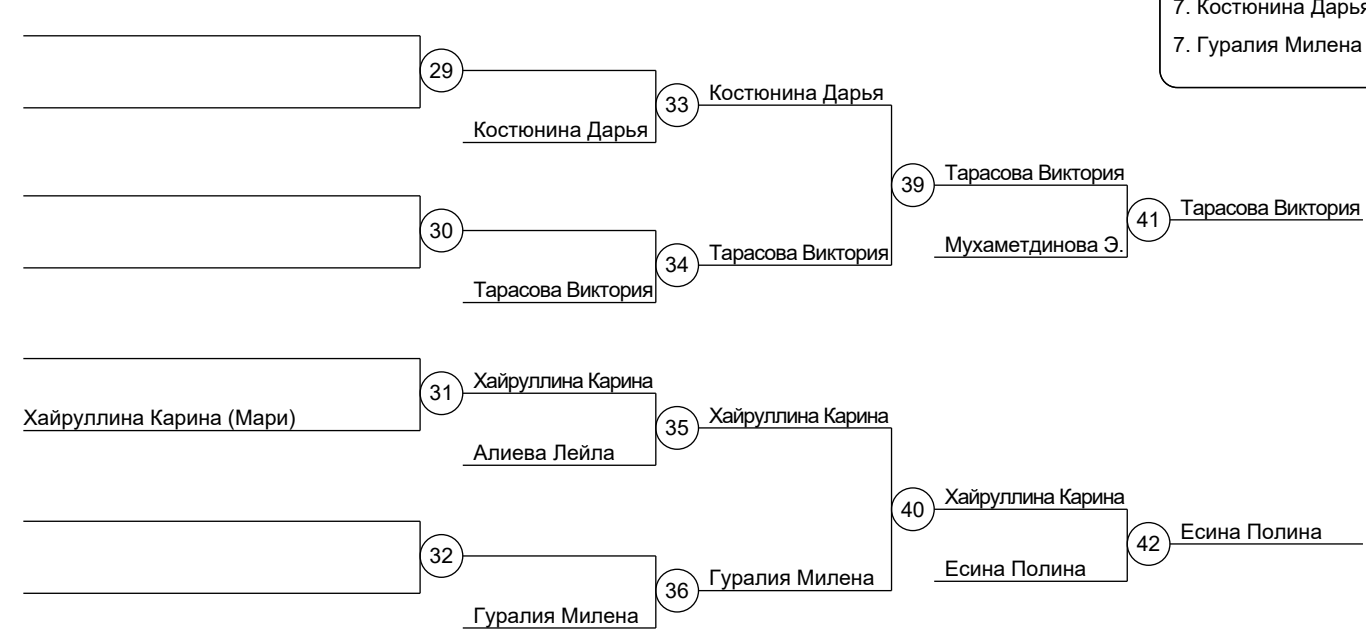 7. Костюнина Дарья
7. Гуралия Милена
29
33
Костюнина Дарья
Костюнина Дарья
39
Тарасова Виктория
41
Тарасова Виктория
30
34
Тарасова Виктория
Мухаметдинова Э.
Тарасова Виктория
31
Хайруллина Карина
Хайруллина Карина (Мари)
35
Хайруллина Карина
Алиева Лейла
40
Хайруллина Карина
42
Есина Полина
32
36
Гуралия Милена
Есина Полина
Гуралия Милена